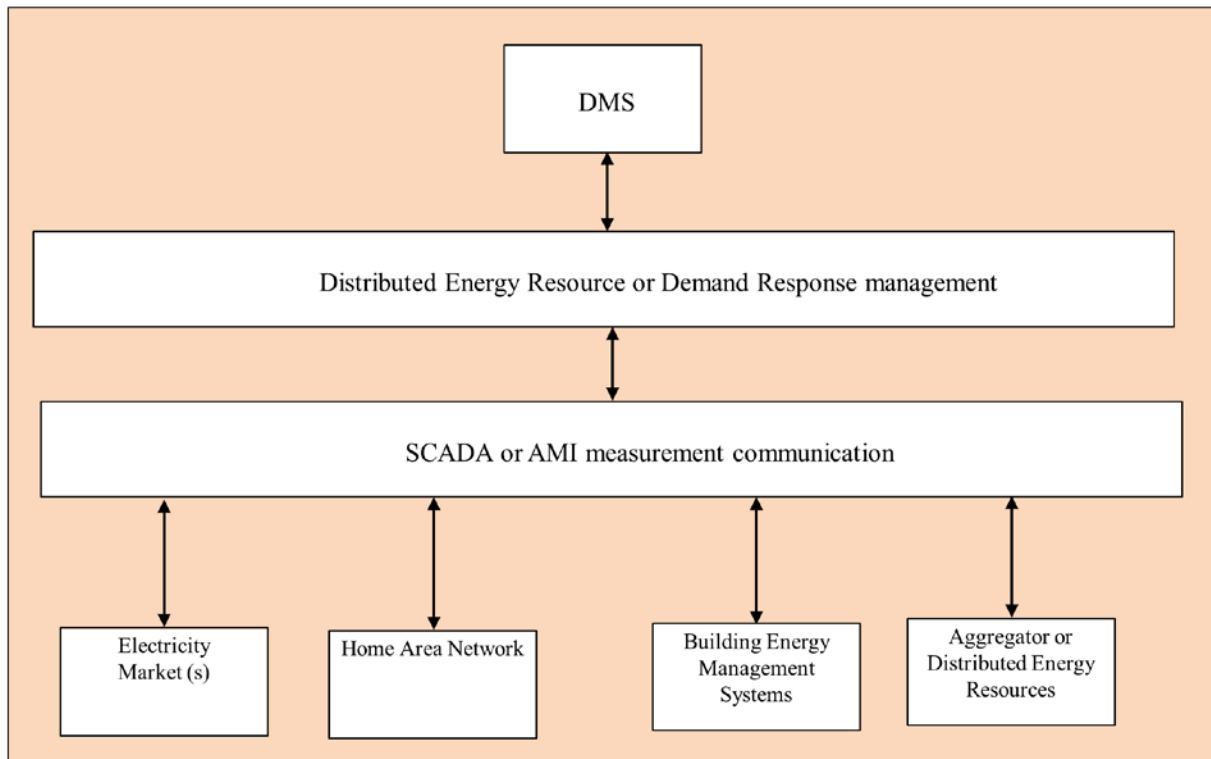 DMS
Distributed Energy Resource or Demand Response management
SCADA or AMI measurement communication
Electricity
Market (s)
Home Area Network
Building Energy
Management
Systems
Aggregator or
Distributed Energy
Resources